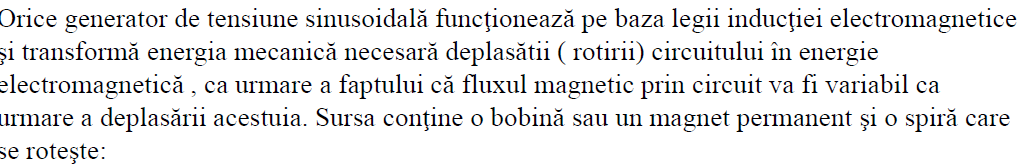 Orice generator de tensiune sinusoidală funcţionează pe baza legii inducţiei electromagnetice
şi transformă energia mecanică necesară deplasătii ( rotirii) circuitului în energie
electromagnetică , ca urmare a faptului că fluxul magnetic prin circuit va fi variabil ca
urmare a deplasării acestuia. Sursa conţine o bobină sau un magnet permanent şi o spiră care
se roteşte: